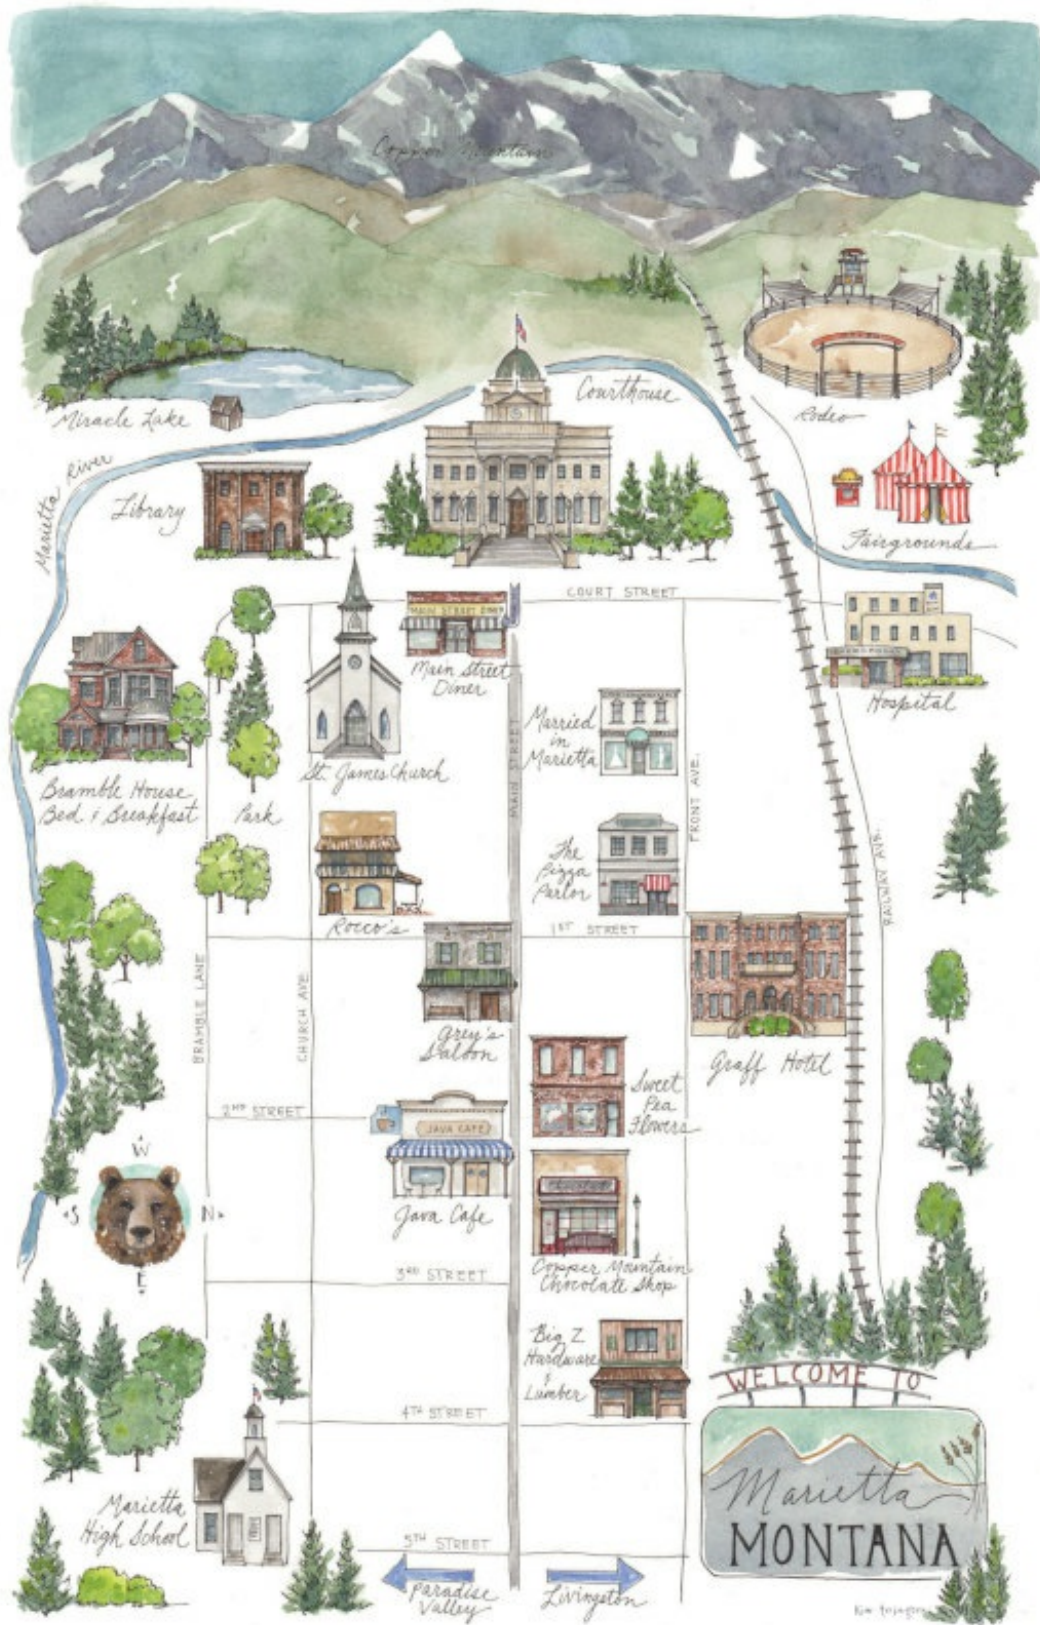 Copper Mountain
Courthouse
Rodeo
Miracle Lake
Marietta River
Library
Fairgrounds
COURT STREET
MAIN STREET DINER
Main Street
Diner
Hospital
Married
in
Marietta
MAIN STREET
FRONT AVE.
St. James Church
Bramble House
Bed & Breakfast
Park
The
Pizza
Parlor
RAILWAY AVE.
Rocco's
1ST STREET
BRAMBLE LANE
CHURCH AVE
Grey's
Saloon
Graff Hotel
Sweet
Pea
Flowers
2ND STREET
JAVA CAFE
W
S
N
E
Java Cafe
3RD STREET
Copper Mountain
Chocolate Shop
Big Z
Hardware
&
Lumber
WELCOME TO
4TH STREET
Marietta
MONTANA
Marietta
High School
5TH STREET
Paradise
Valley
Livingston